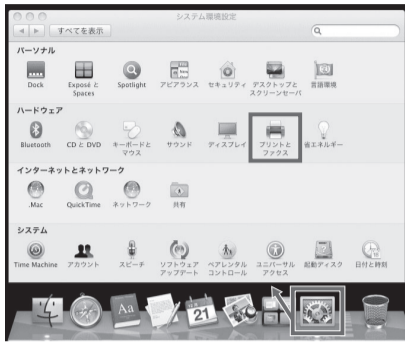 システム環境設定
すべてを表示
パーソナル
Dock
Exposé と Spaces
Spotlight
アピアランス
セキュリティ
デスクトップと スクリーンセーバ
言語環境
ハードウェア
Bluetooth
CD と DVD
キーボードと マウス
サウンド
ディスプレイ
プリントと ファクス
省エネルギー
インターネットとネットワーク
.Mac
QuickTime
ネットワーク
共有
システム
Time Machine
アカウント
スピーチ
ソフトウェア アップデート
ペアレンタル コントロール
ユニバーサル アクセス
起動ディスク
日付と時刻
Aa
21